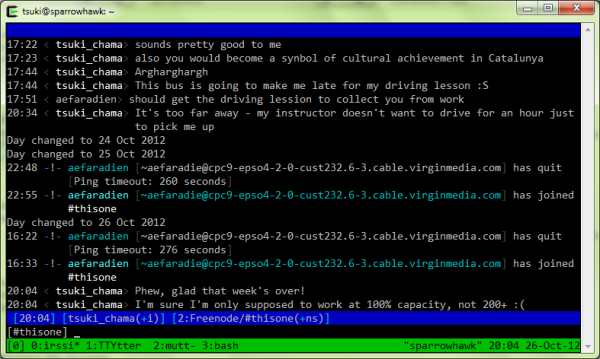 tsuki@sparrowhawk: ~
17:22 < tsuki_chama> sounds pretty good to me
17:23 < tsuki_chama> also you would become a synbol of cultural achievement in Catalunya
17:44 < tsuki_chama> Argharghargh
17:44 < tsuki_chama> This bus is going to make me late for my driving lesson :S
17:51 < aefaradien> should get the driving lession to collect you from work
20:34 < tsuki_chama> It's too far away - my instructor doesn't want to drive for an hour just
to pick me up
Day changed to 24 Oct 2012
Day changed to 25 Oct 2012
22:48 -!- aefaradien [~aefaradie@cpc9-epso4-2-0-cust232.6-3.cable.virginmedia.com] has quit
[Ping timeout: 260 seconds]
22:55 -!- aefaradien [~aefaradie@cpc9-epso4-2-0-cust232.6-3.cable.virginmedia.com] has joined
#thisone
Day changed to 26 Oct 2012
16:22 -!- aefaradien [~aefaradie@cpc9-epso4-2-0-cust232.6-3.cable.virginmedia.com] has quit
[Ping timeout: 276 seconds]
16:33 -!- aefaradien [~aefaradie@cpc9-epso4-2-0-cust232.6-3.cable.virginmedia.com] has joined
#thisone
20:04 < tsuki_chama> Phew, glad that week's over!
20:04 < tsuki_chama> I'm sure I'm only supposed to work at 100% capacity, not 200+ :(
[20:04] [tsuki_chama(+i)] [2:Freenode/#thisone(+ns)]
[#thisone] _
[0] 0:irssi* 1:TTYtter 2:mutt- 3:bash "sparrowhawk" 20:04 26-Oct-12